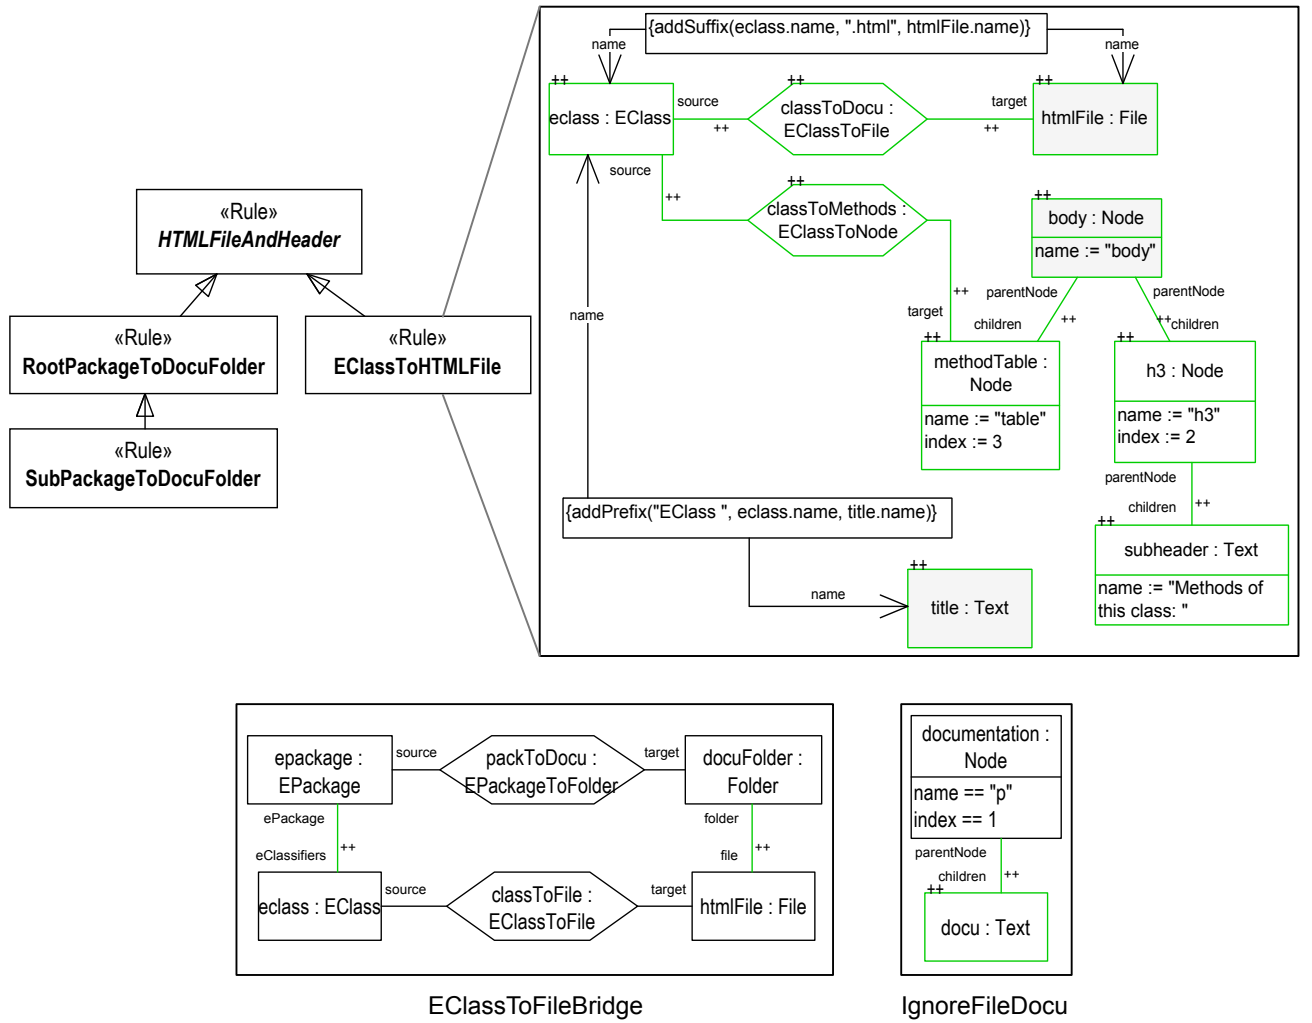 {addSuffix(eclass.name, ".html", htmlFile.name)}
name
name
++
++
++
eclass : EClass
source
++
classToDocu :
EClassToFile
target
++
htmlFile : File
source
++
++
classToMethods :
EClassToNode
++
body : Node
name := "body"
«Rule»
HTMLFileAndHeader
«Rule»
RootPackageToDocuFolder
«Rule»
EClassToHTMLFile
«Rule»
SubPackageToDocuFolder
name
++
target
parentNode
++
children
parentNode
++
children
++
methodTable :
Node
name := "table"
index := 3
++
h3 : Node
name := "h3"
index := 2
parentNode
++
children
{addPrefix("EClass ", eclass.name, title.name)}
++
subheader : Text
name := "Methods of
this class: "
name
++
title : Text
epackage :
EPackage
source
packToDocu :
EPackageToFolder
target
docuFolder :
Folder
ePackage
++
eClassifiers
folder
++
file
eclass : EClass
source
classToFile :
EClassToFile
target
htmlFile : File
EClassToFileBridge
documentation :
Node
name == "p"
index == 1
parentNode
++
children
++
docu : Text
IgnoreFileDocu